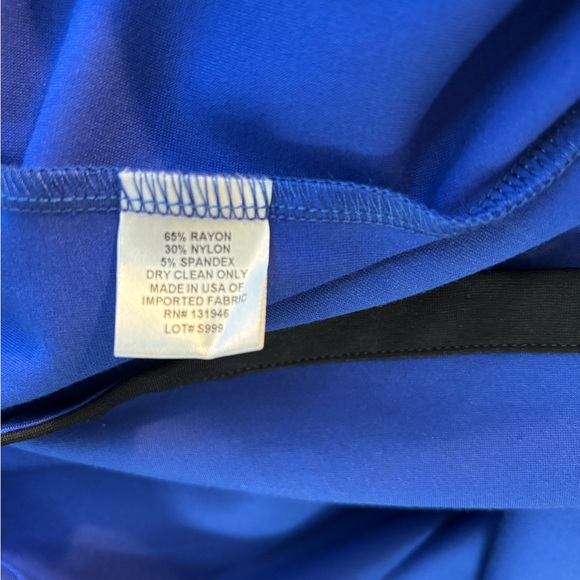 65% RAYON
30% NYLON
5% SPANDEX
DRY CLEAN ONLY
MADE IN USA OF
IMPORTED FABRIC
RN# 131946
LOT# S999